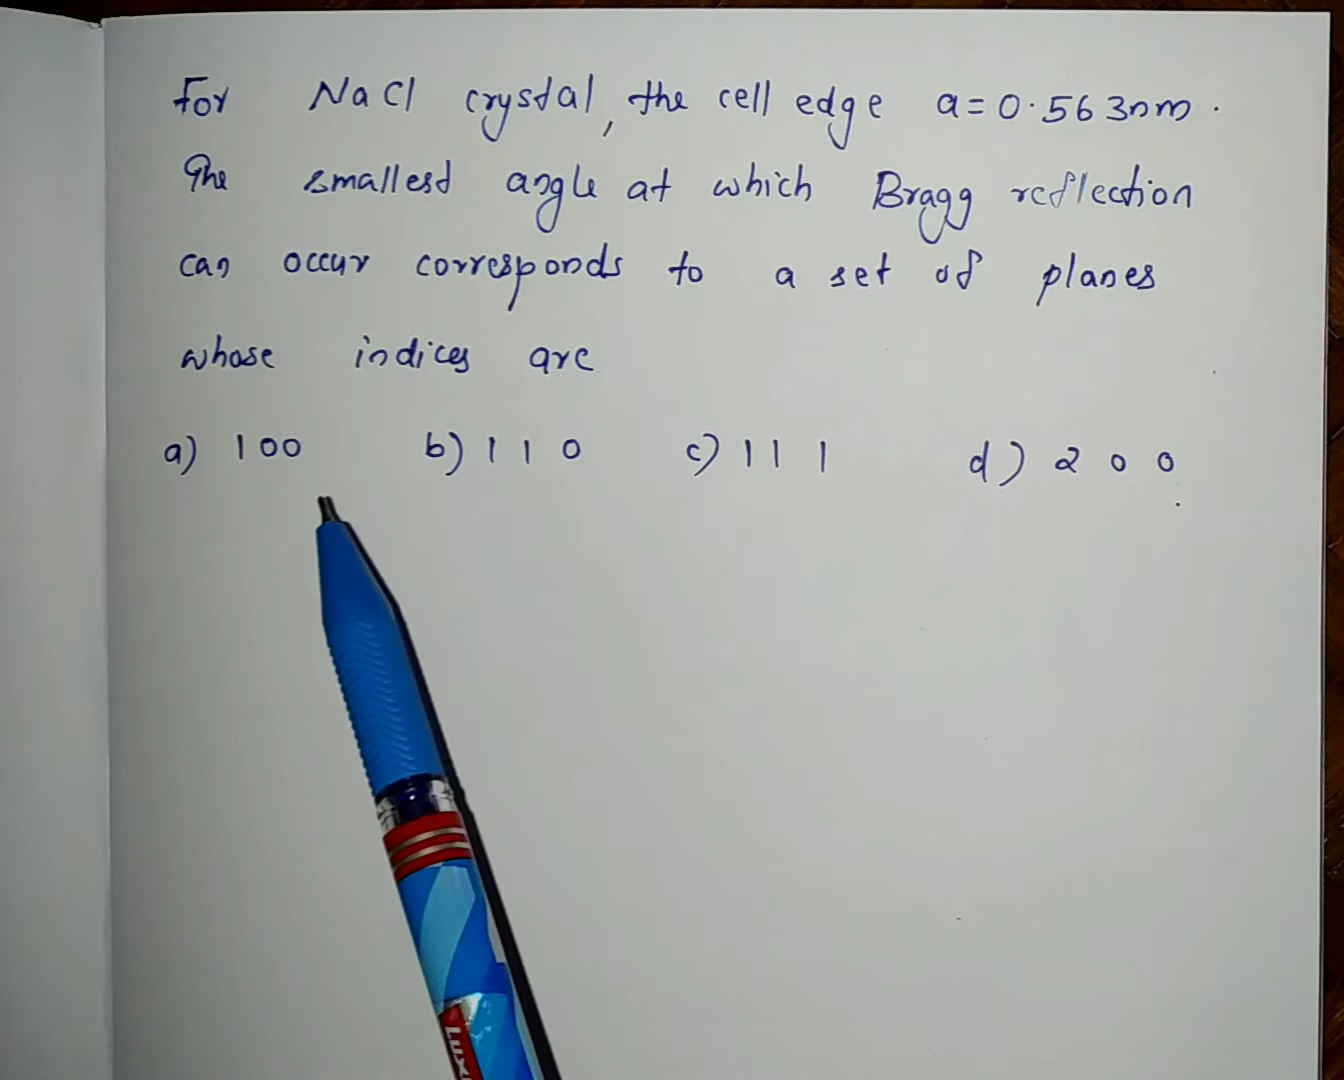 For NaCl crystal, the cell edge a=0.563nm.
The smallest angle at which Bragg reflection
can occur corresponds to a set of planes
whose indices are
a) 100 b) 110 c) 111 d) 200
LUX